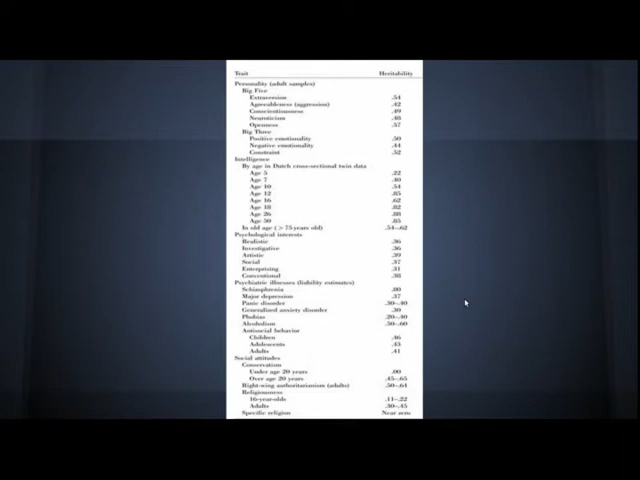 Trait Heritability
Personality (adult samples)
Big Five
Extraversion .54
Agreeableness (aggression) .42
Conscientiousness .49
Neuroticism .48
Openness .57
Big Three
Positive emotionality .50
Negative emotionality .44
Constraint .52
Intelligence
By age in Dutch cross-sectional twin data
Age 5 .22
Age 7 .40
Age 10 .54
Age 12 .85
Age 16 .62
Age 18 .82
Age 26 .88
Age 50 .85
In old age (> 75 years old) .54–.62
Psychological interests
Realistic .36
Investigative .36
Artistic .39
Social .37
Enterprising .31
Conventional .38
Psychiatric illnesses (liability estimates)
Schizophrenia .80
Major depression .37
Panic disorder .30–.40
Generalized anxiety disorder .30
Phobias .20–.40
Alcoholism .50–.60
Antisocial behavior
Children .46
Adolescents .43
Adults .41
Social attitudes
Conservatism
Under age 20 years .00
Over age 20 years .45–.65
Right-wing authoritarianism (adults) .50–.64
Religiousness
16-year-olds .11–.22
Adults .30–.45
Specific religion Near zero